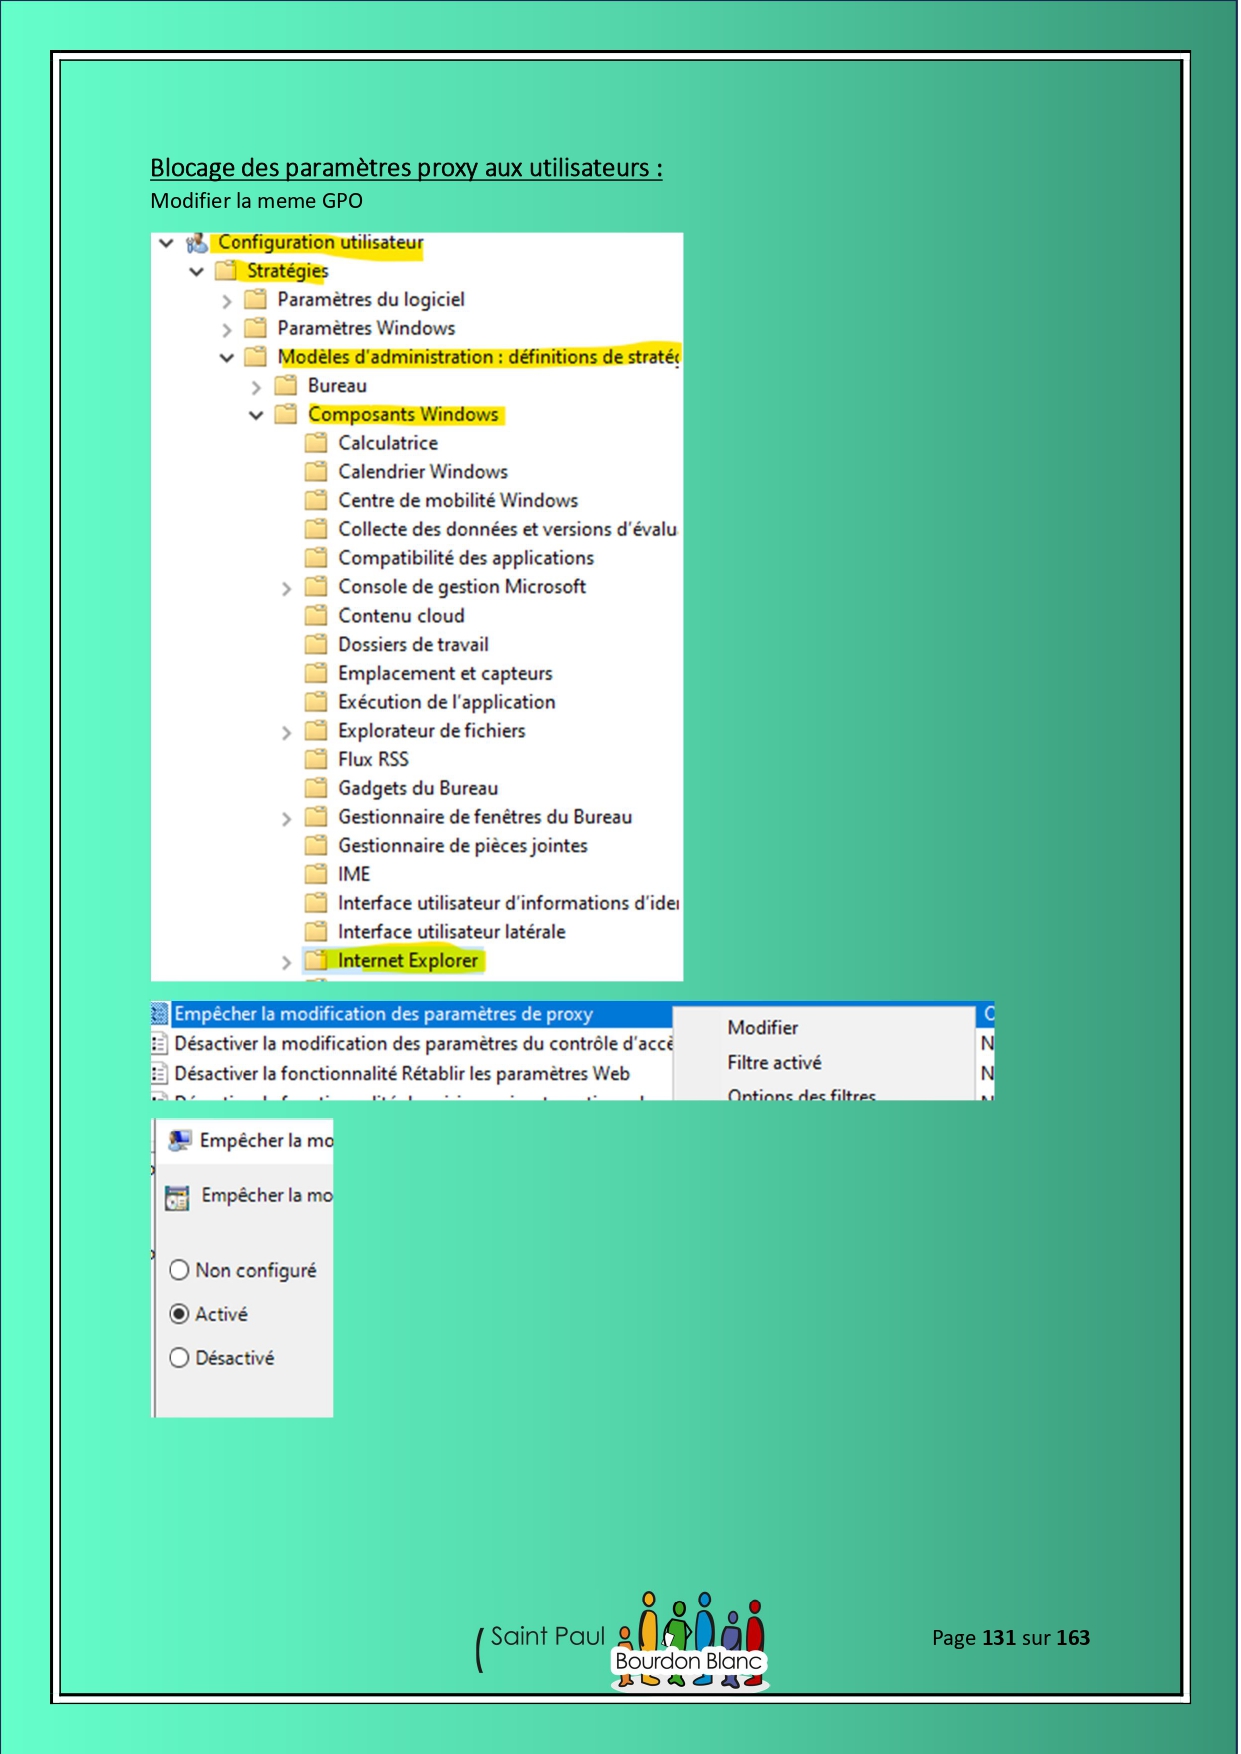 Blocage des paramètres proxy aux utilisateurs :
Modifier la meme GPO
Configuration utilisateur
Stratégies
Paramètres du logiciel
Paramètres Windows
Modèles d'administration : définitions de straté
Bureau
Composants Windows
Calculatrice
Calendrier Windows
Centre de mobilité Windows
Collecte des données et versions d'évalu
Compatibilité des applications
Console de gestion Microsoft
Contenu cloud
Dossiers de travail
Emplacement et capteurs
Exécution de l'application
Explorateur de fichiers
Flux RSS
Gadgets du Bureau
Gestionnaire de fenêtres du Bureau
Gestionnaire de pièces jointes
IME
Interface utilisateur d'informations d'ide
Interface utilisateur latérale
Internet Explorer
Empêcher la modification des paramètres de proxy
Modifier
Désactiver la modification des paramètres du contrôle d'accè
N
Filtre activé
Désactiver la fonctionnalité Rétablir les paramètres Web
N
Options des filtres
Empêcher la mo
Empêcher la mo
Non configuré
Activé
Désactivé
Saint Paul
Bourdon Blanc
Page 131 sur 163